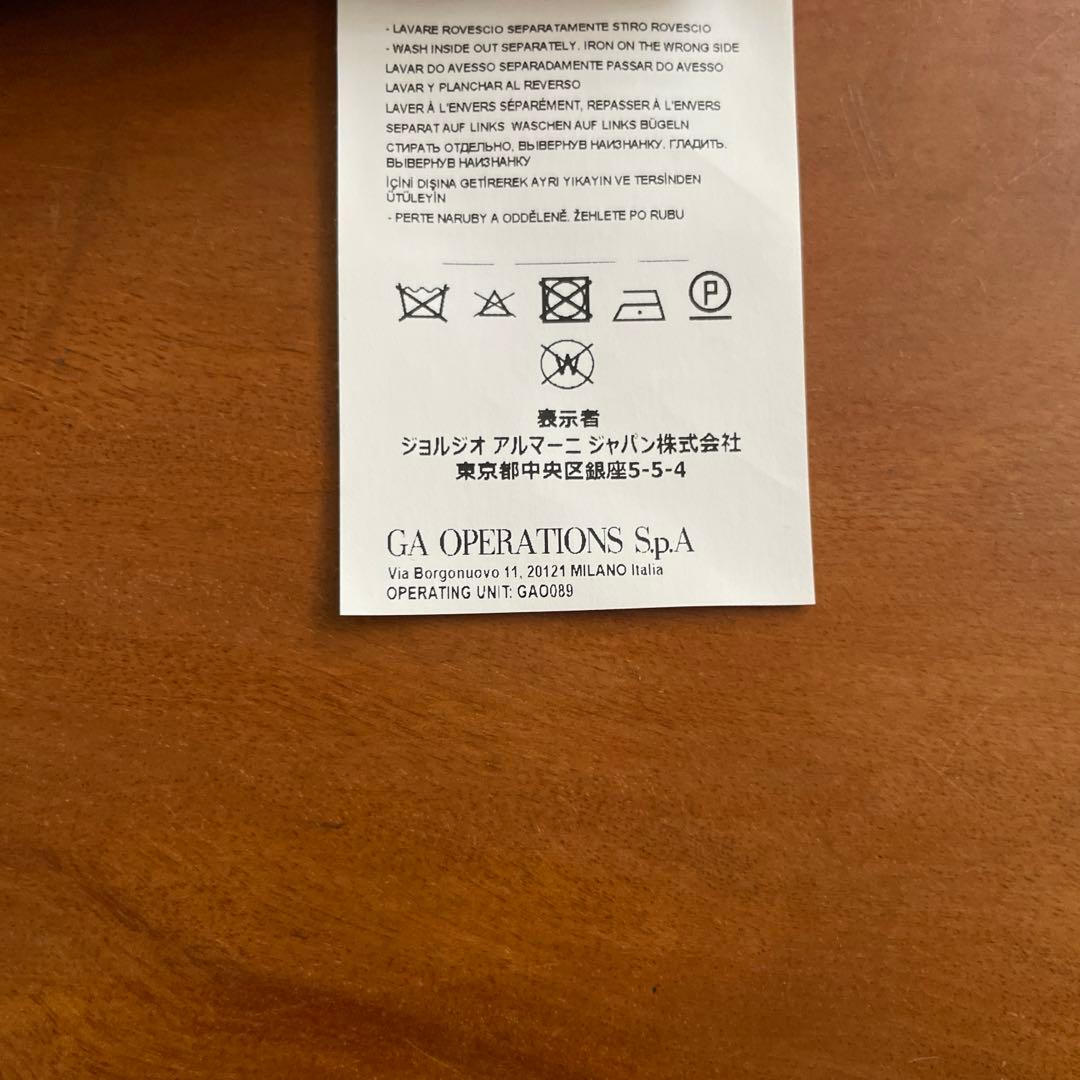 - LAVARE ROVESCIO SEPARATAMENTE STIRO ROVESCIO
- WASH INSIDE OUT SEPARATELY. IRON ON THE WRONG SIDE
LAVAR DO AVESSO SEPARADAMENTE PASSAR DO AVESSO
LAVAR Y PLANCHAR AL REVERSO
LAVER À L'ENVERS SÉPARÉMENT, REPASSER À L'ENVERS
SEPARAT AUF LINKS WASCHEN AUF LINKS BÜGELN
СТИРАТЬ ОТДЕЛЬНО, ВЫВЕРНУВ НАИЗНАНКУ. ГЛАДИТЬ.
ВЫВЕРНУВ НАИЗНАНКУ
İÇİNİ DIŞINA GETİREREK AYRI YIKAYIN VE TERSİNDEN
ÜTÜLEYİN
- PERTE NARUBY A ODDĚLENĚ. ŽEHLETE PO RUBU
P
W
表示者
ジョルジオ アルマーニ ジャパン株式会社
東京都中央区銀座5-5-4
GA OPERATIONS S.p.A
Via Borgonuovo 11, 20121 MILANO Italia
OPERATING UNIT: GAO089